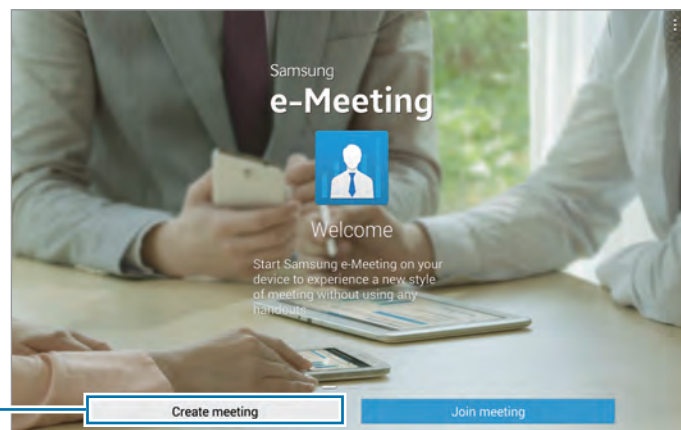 Samsung
e-Meeting
Welcome
Start Samsung e-Meeting on your
device to experience a new style
of meeting without using any
handouts
Create meeting
Join meeting